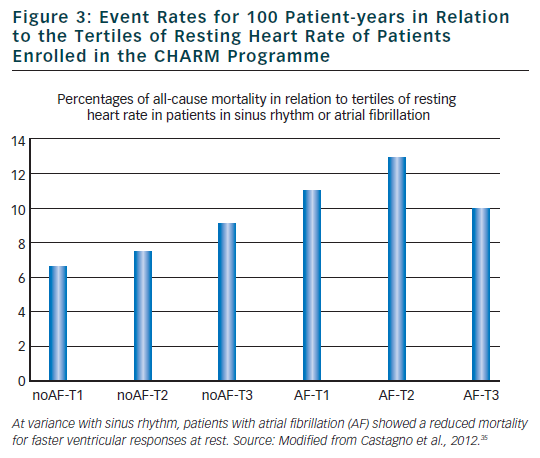 Figure 3: Event Rates for 100 Patient-years in Relation
to the Tertiles of Resting Heart Rate of Patients
Enrolled in the CHARM Programme
Percentages of all-cause mortality in relation to tertiles of resting
heart rate in patients in sinus rhythm or atrial fibrillation
14
12
10
8
6
4
2
0
noAF-T1 noAF-T2 noAF-T3 AF-T1 AF-T2 AF-T3
At variance with sinus rhythm, patients with atrial fibrillation (AF) showed a reduced mortality
for faster ventricular responses at rest. Source: Modified from Castagno et al., 2012.³⁵